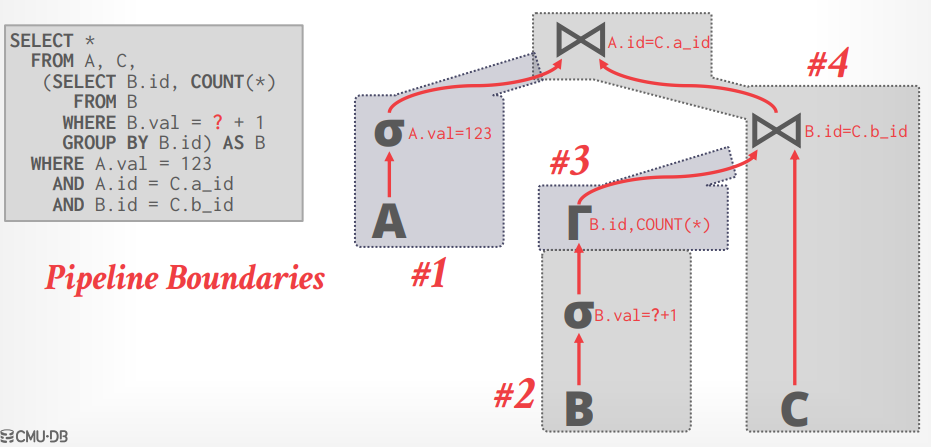 SELECT *
FROM A, C,
(SELECT B.id, COUNT(*)
FROM B
WHERE B.val = ? + 1
GROUP BY B.id) AS B
WHERE A.val = 123
AND A.id = C.a_id
AND B.id = C.b_id
Pipeline Boundaries
⋈ A.id=C.a_id
#4
σ A.val=123
⋈ B.id=C.b_id
#3
A
Γ B.id,COUNT(*)
#1
σ B.val=?+1
#2
B
C
CMU·DB